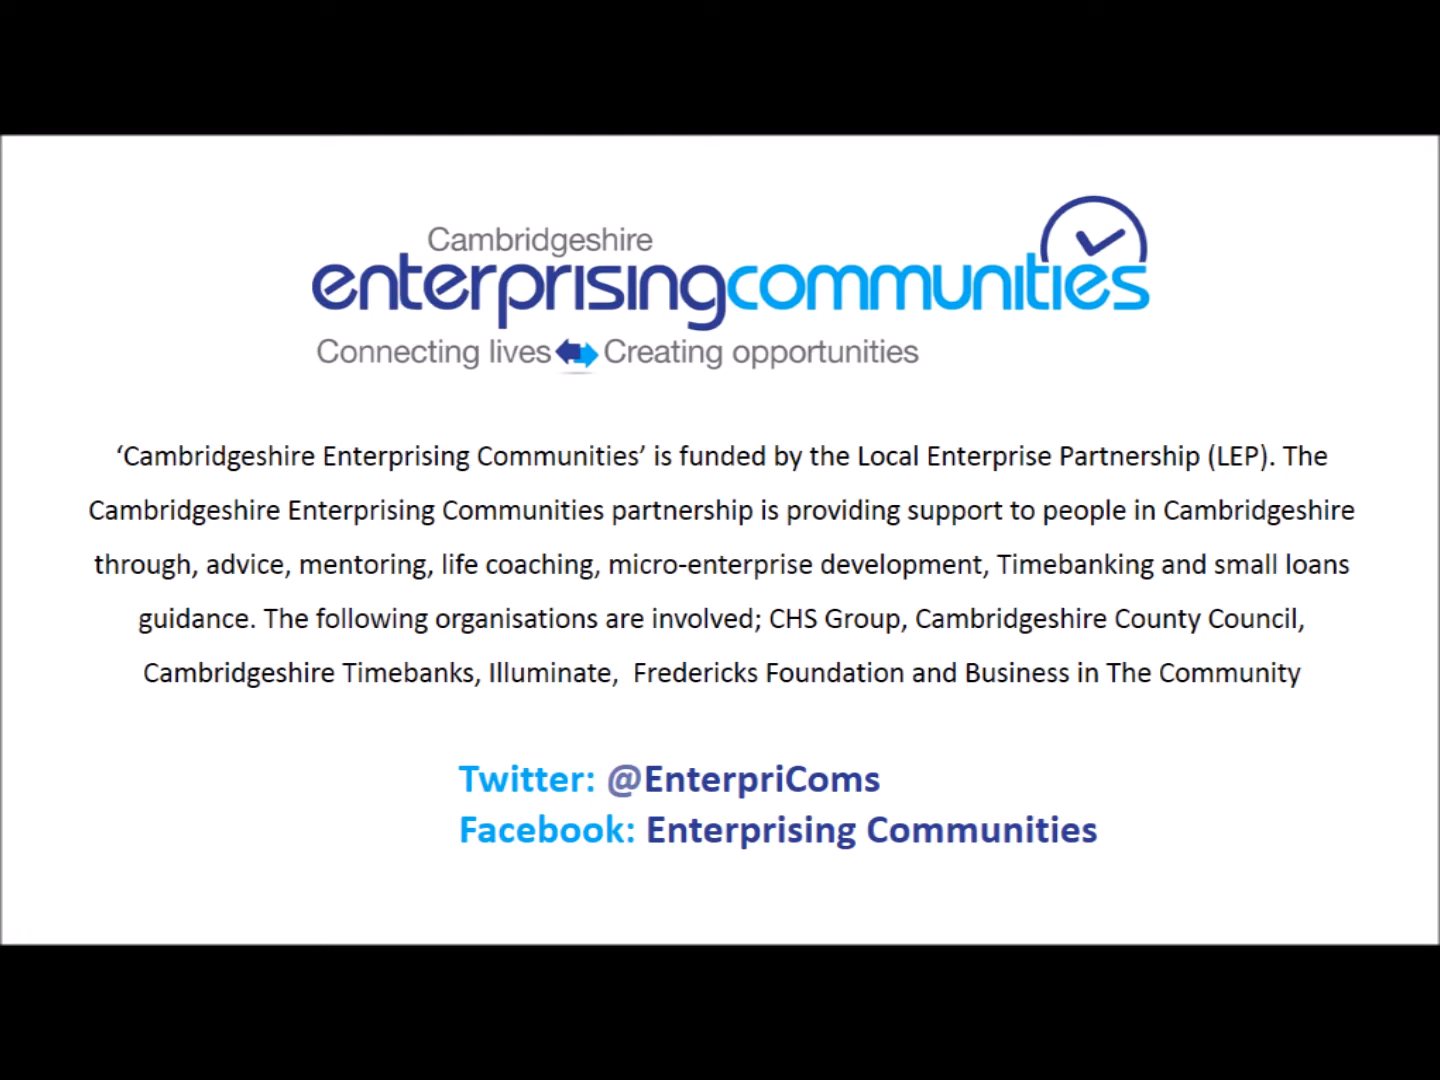 Cambridgeshire
enterprisingcommunities
Connecting lives Creating opportunities
‘Cambridgeshire Enterprising Communities’ is funded by the Local Enterprise Partnership (LEP). The
Cambridgeshire Enterprising Communities partnership is providing support to people in Cambridgeshire
through, advice, mentoring, life coaching, micro-enterprise development, Timebanking and small loans
guidance. The following organisations are involved; CHS Group, Cambridgeshire County Council,
Cambridgeshire Timebanks, Illuminate,  Fredericks Foundation and Business in The Community
Twitter: @EnterpriComs
Facebook: Enterprising Communities